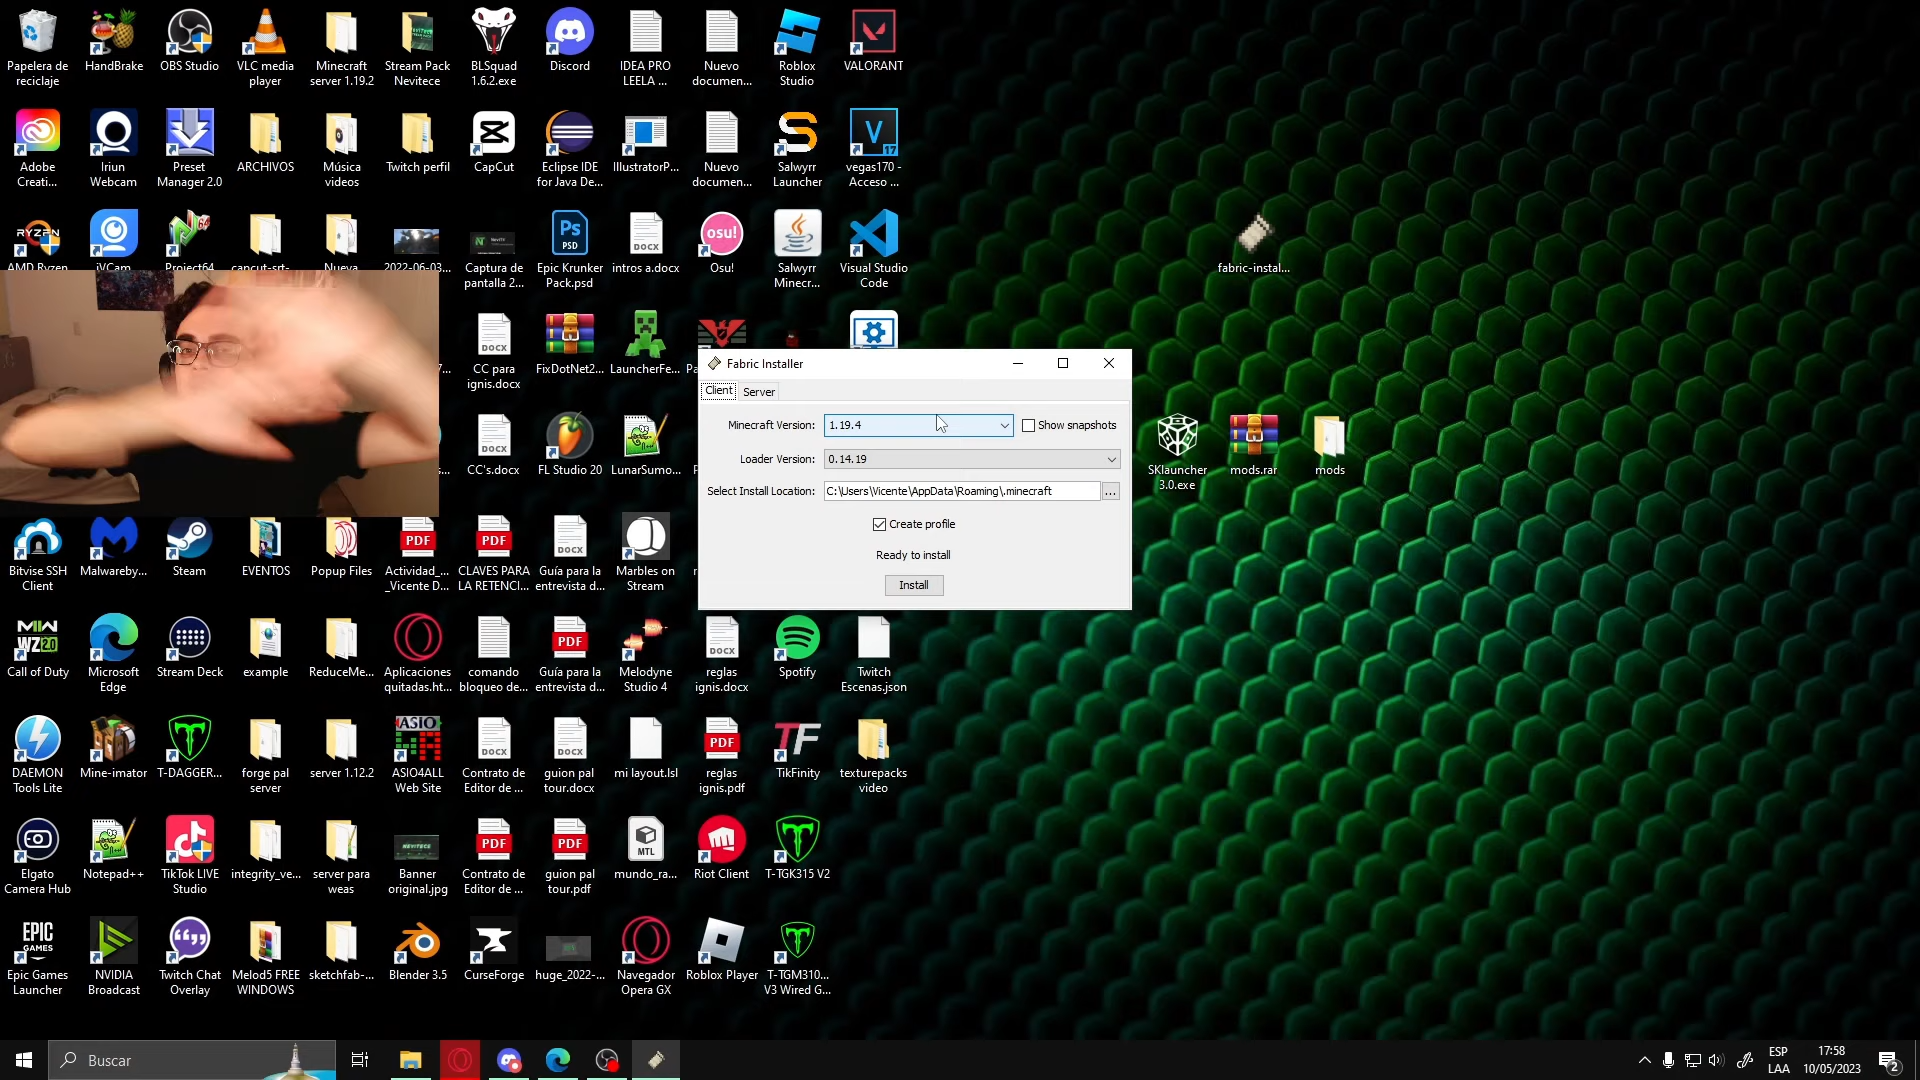 Papelera de
reciclaje
HandBrake
OBS Studio
VLC media
player
Minecraft
server 1.19.2
Stream Pack
Nevitece
BLSquad
1.6.2.exe
Discord
IDEA PRO
LEELA ...
Nuevo
documen...
Roblox
Studio
VALORANT
Adobe
Creati...
Iriun
Webcam
Preset
Manager 2.0
ARCHIVOS
Música
videos
Twitch perfil
CapCut
Eclipse IDE
for Java De...
IllustratorP...
Nuevo
documen...
Salwyrr
Launcher
vegas170 -
Acceso ...
AMD Ryzen
iVCam
Project64
capcut-srt-
Nueva
2022-06-03...
Captura de
pantalla 2...
Epic Krunker
Pack.psd
intros a.docx
Osu!
Salwyrr
Minecr...
Visual Studio
Code
fabric-instal...
CC para
ignis.docx
FixDotNet2...
LauncherFe...
Fabric Installer
Client
Server
Minecraft Version:
1.19.4
Show snapshots
Loader Version:
0.14.19
Select Install Location:
C:\Users\Vicente\AppData\Roaming\.minecraft
...
Create profile
Ready to install
Install
CC's.docx
FL Studio 20
LunarSumo...
SKlauncher
3.0.exe
mods.rar
mods
Bitvise SSH
Client
Malwareby...
Steam
EVENTOS
Popup Files
Actividad_...
_Vicente D...
CLAVES PARA
LA RETENCI...
Guía para la
entrevista d...
Marbles on
Stream
Call of Duty
Microsoft
Edge
Stream Deck
example
ReduceMe...
Aplicaciones
quitadas.ht...
comando
bloqueo de...
Guía para la
entrevista d...
Melodyne
Studio 4
reglas
ignis.docx
Spotify
Twitch
Escenas.json
DAEMON
Tools Lite
Mine-imator
T-DAGGER...
forge pal
server
server 1.12.2
ASIO4ALL
Web Site
Contrato de
Editor de ...
guion pal
tour.docx
mi layout.lsl
reglas
ignis.pdf
TikFinity
texturepacks
video
Elgato
Camera Hub
Notepad++
TikTok LIVE
Studio
integrity_ve...
server para
weas
Banner
original.jpg
Contrato de
Editor de ...
guion pal
tour.pdf
mundo_ra...
Riot Client
T-TGK315 V2
Epic Games
Launcher
NVIDIA
Broadcast
Twitch Chat
Overlay
Melod5 FREE
WINDOWS
sketchfab-...
Blender 3.5
CurseForge
huge_2022-...
Navegador
Opera GX
Roblox Player
T-TGM310...
V3 Wired G...
Buscar
ESP
LAA
17:58
10/05/2023
2